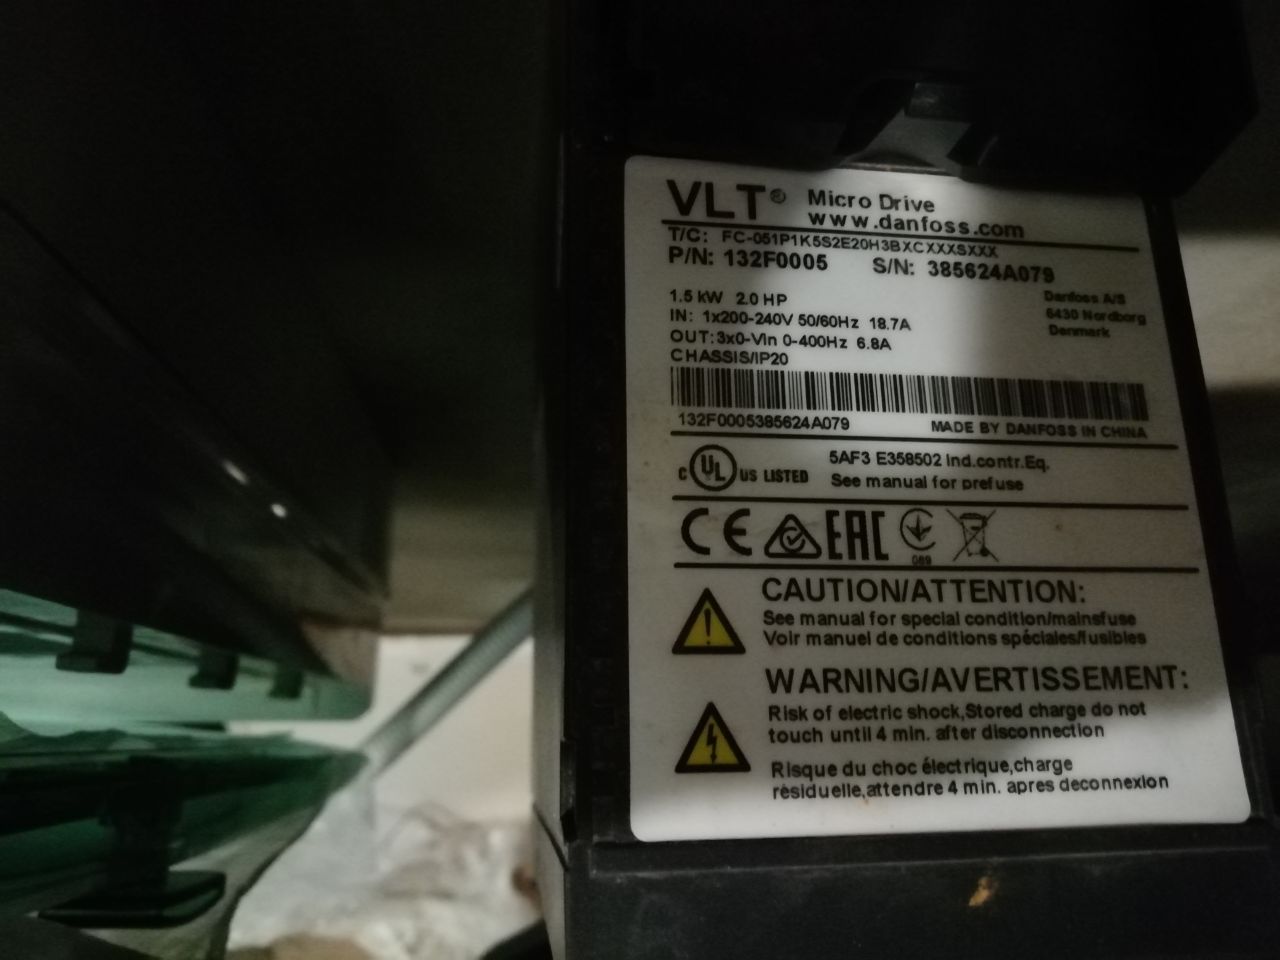 VLT® Micro Drive
www.danfoss.com
T/C: FC-051P1K5S2E20H3BXCXXXSXXX
P/N: 132F0005 S/N: 385624A079
1.5 kW 2.0 HP
Danfoss A/S
6430 Nordborg
Denmark
IN: 1x200-240V 50/60Hz 18.7A
OUT:3x0-Vin 0-400Hz 6.8A
CHASSIS/IP20
132F0005385624A079 MADE BY DANFOSS IN CHINA
c UL US LISTED
5AF3 E358502 Ind.contr.Eq.
See manual for prefuse
CE EAC
089
CAUTION/ATTENTION:
See manual for special condition/mainsfuse
Voir manuel de conditions spéciales/fusibles
WARNING/AVERTISSEMENT:
Risk of electric shock,Stored charge do not
touch until 4 min. after disconnection
Risque du choc électrique,charge
résiduelle,attendre 4 min. apres deconnexion